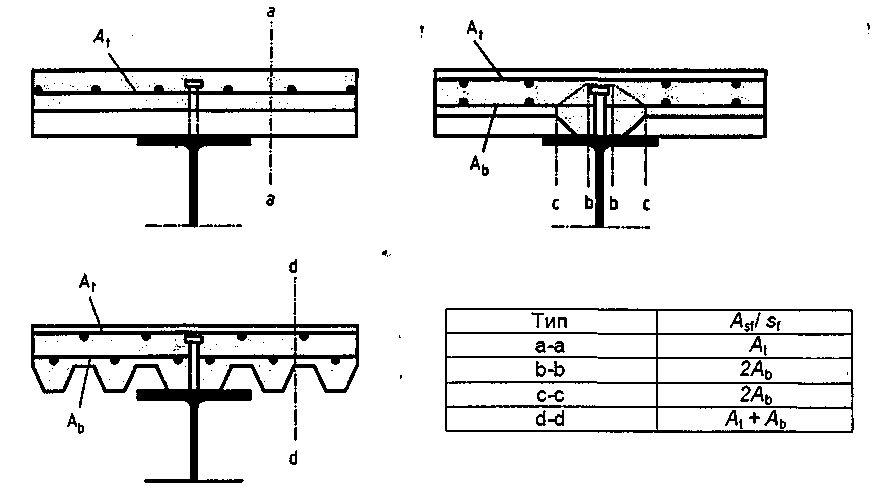 a
A_t
a
A_t
A_b
c b b c
d
A_t
A_b
d
Тип A_sf/ s_f
a-a A_t
b-b 2A_b
c-c 2A_b
d-d A_t + A_b